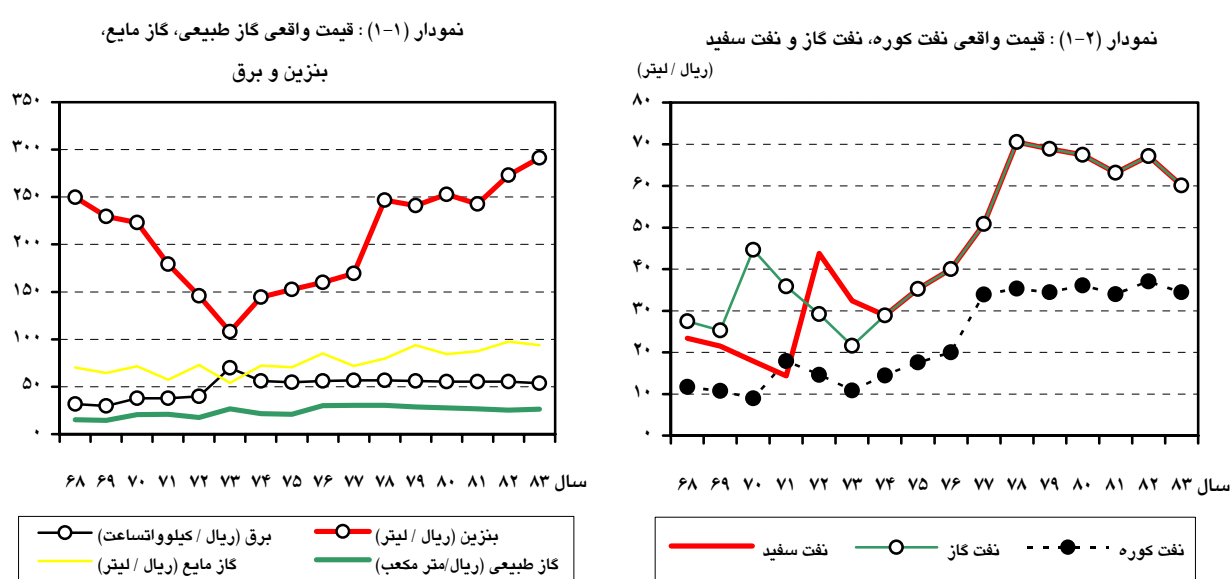 نمودار (۱-۱) : قیمت واقعی گاز طبیعی، گاز مایع،
بنزین و برق
۳۵۰
۳۰۰
۲۵۰
۲۰۰
۱۵۰
۱۰۰
۵۰
۰
۶۸ ۶۹ ۷۰ ۷۱ ۷۲ ۷۳ ۷۴ ۷۵ ۷۶ ۷۷ ۷۸ ۷۹ ۸۰ ۸۱ ۸۲ ۸۳ سال
برق (ریال / کیلوواتساعت)
بنزین (ریال / لیتر)
گاز مایع (ریال / لیتر)
گاز طبیعی (ریال/متر مکعب)
نمودار (۲-۱) : قیمت واقعی نفت کوره، نفت گاز و نفت سفید
(ریال / لیتر)
۸۰
۷۰
۶۰
۵۰
۴۰
۳۰
۲۰
۱۰
۰
۶۸ ۶۹ ۷۰ ۷۱ ۷۲ ۷۳ ۷۴ ۷۵ ۷۶ ۷۷ ۷۸ ۷۹ ۸۰ ۸۱ ۸۲ ۸۳ سال
نفت سفید
نفت گاز
نفت کوره